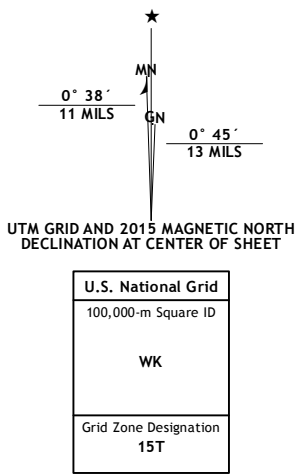 ★
MN
0° 38´
11 MILS
GN
0° 45´
13 MILS
UTM GRID AND 2015 MAGNETIC NORTH
DECLINATION AT CENTER OF SHEET
U.S. National Grid
100,000-m Square ID
WK
Grid Zone Designation
15T